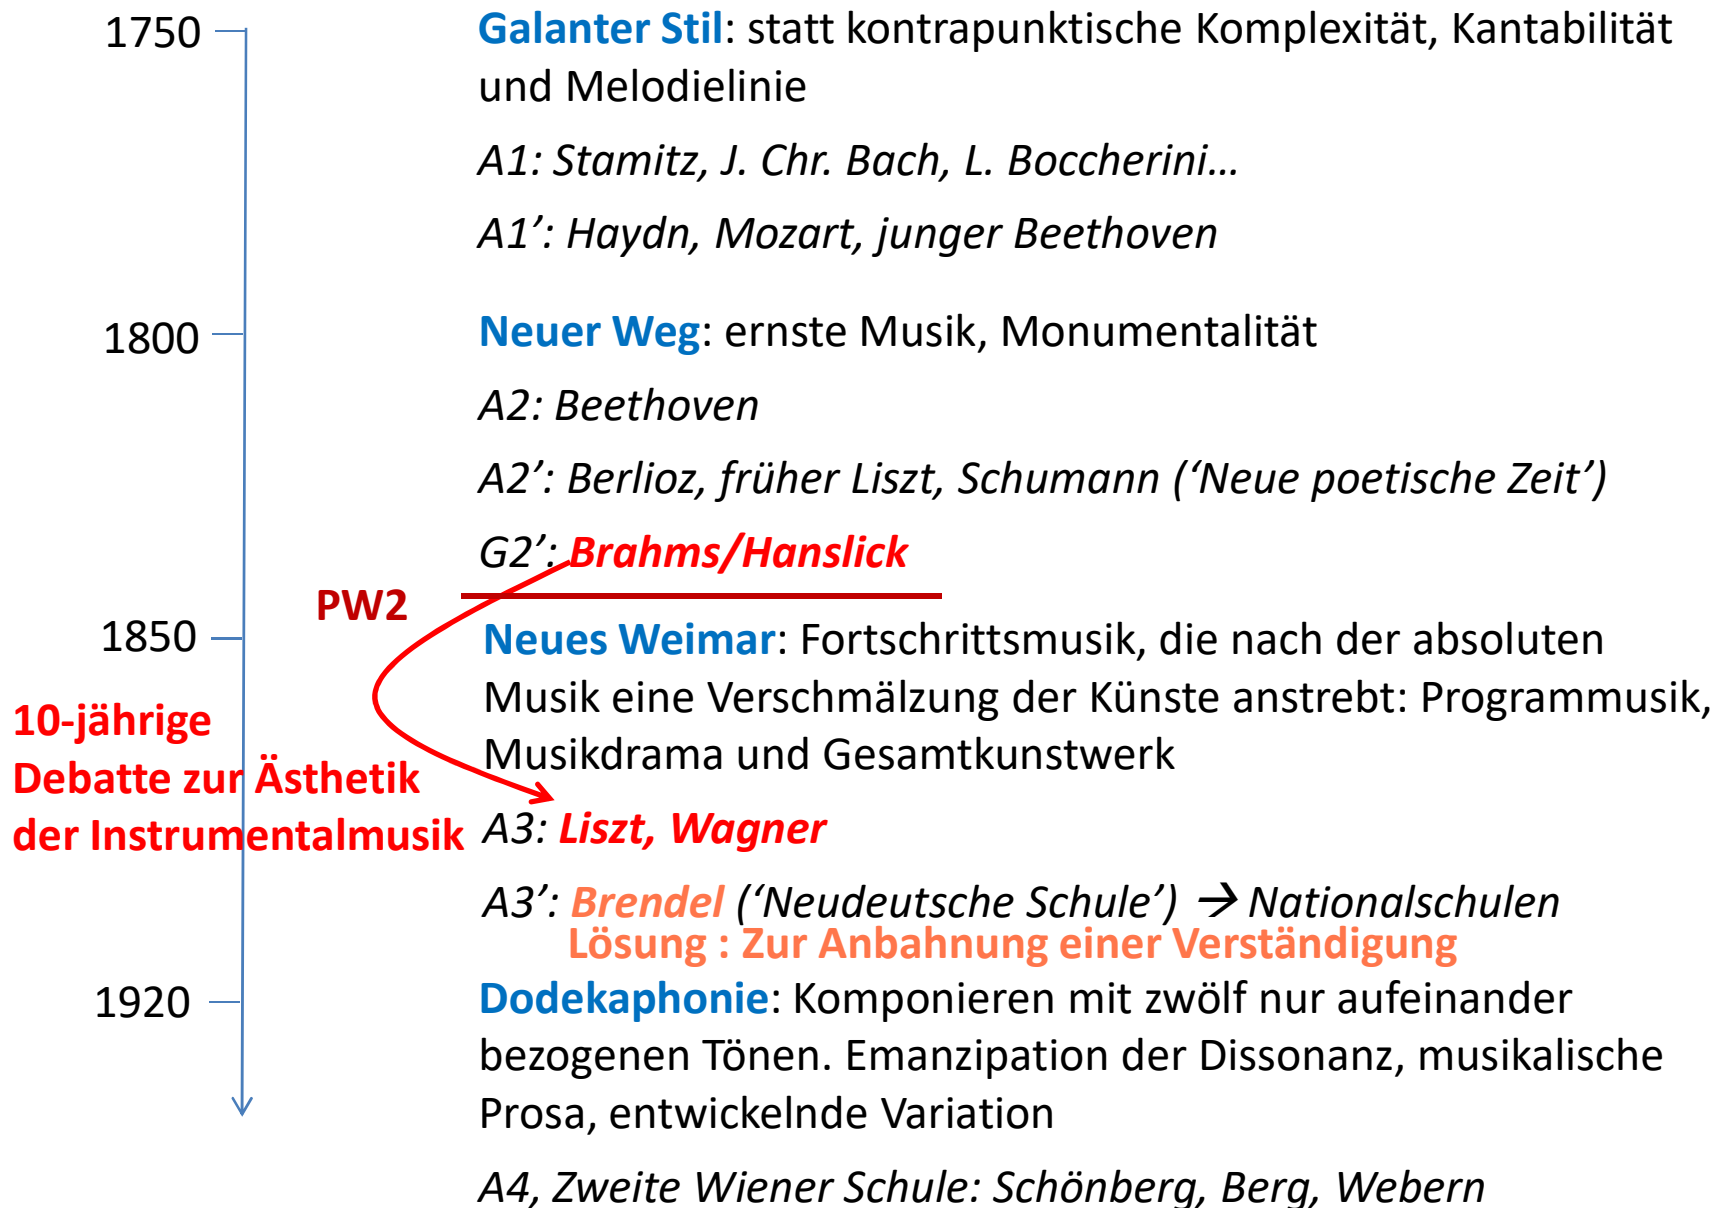 1750
Galanter Stil: statt kontrapunktische Komplexität, Kantabilität
und Melodielinie
A1: Stamitz, J. Chr. Bach, L. Boccherini…
A1’: Haydn, Mozart, junger Beethoven
1800
Neuer Weg: ernste Musik, Monumentalität
A2: Beethoven
A2’: Berlioz, früher Liszt, Schumann (‘Neue poetische Zeit’)
G2’: Brahms/Hanslick
PW2
1850
Neues Weimar: Fortschrittsmusik, die nach der absoluten
Musik eine Verschmälzung der Künste anstrebt: Programmusik,
Musikdrama und Gesamtkunstwerk
10-jährige
Debatte zur Ästhetik
der Instrumentalmusik
A3: Liszt, Wagner
A3’: Brendel (‘Neudeutsche Schule’) → Nationalschulen
Lösung : Zur Anbahnung einer Verständigung
1920
Dodekaphonie: Komponieren mit zwölf nur aufeinander
bezogenen Tönen. Emanzipation der Dissonanz, musikalische
Prosa, entwickelnde Variation
A4, Zweite Wiener Schule: Schönberg, Berg, Webern